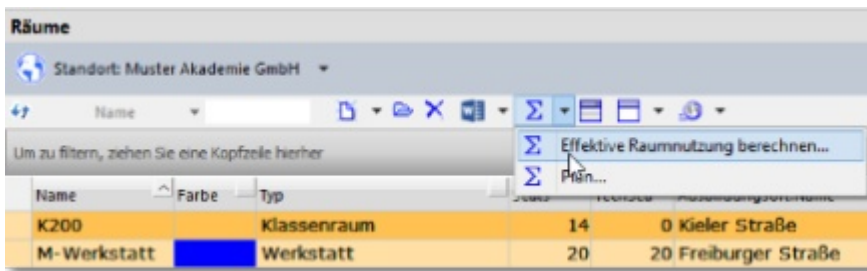 Räume
Standort: Muster Akademie GmbH
Name
Σ Effektive Raumnutzung berechnen...
Um zu filtern, ziehen Sie eine Kopfzeile hierher
Σ Plan...
Name Farbe Typ
K200 Klassenraum 14 0 Kieler Straße
M-Werkstatt Werkstatt 20 20 Freiburger Straße